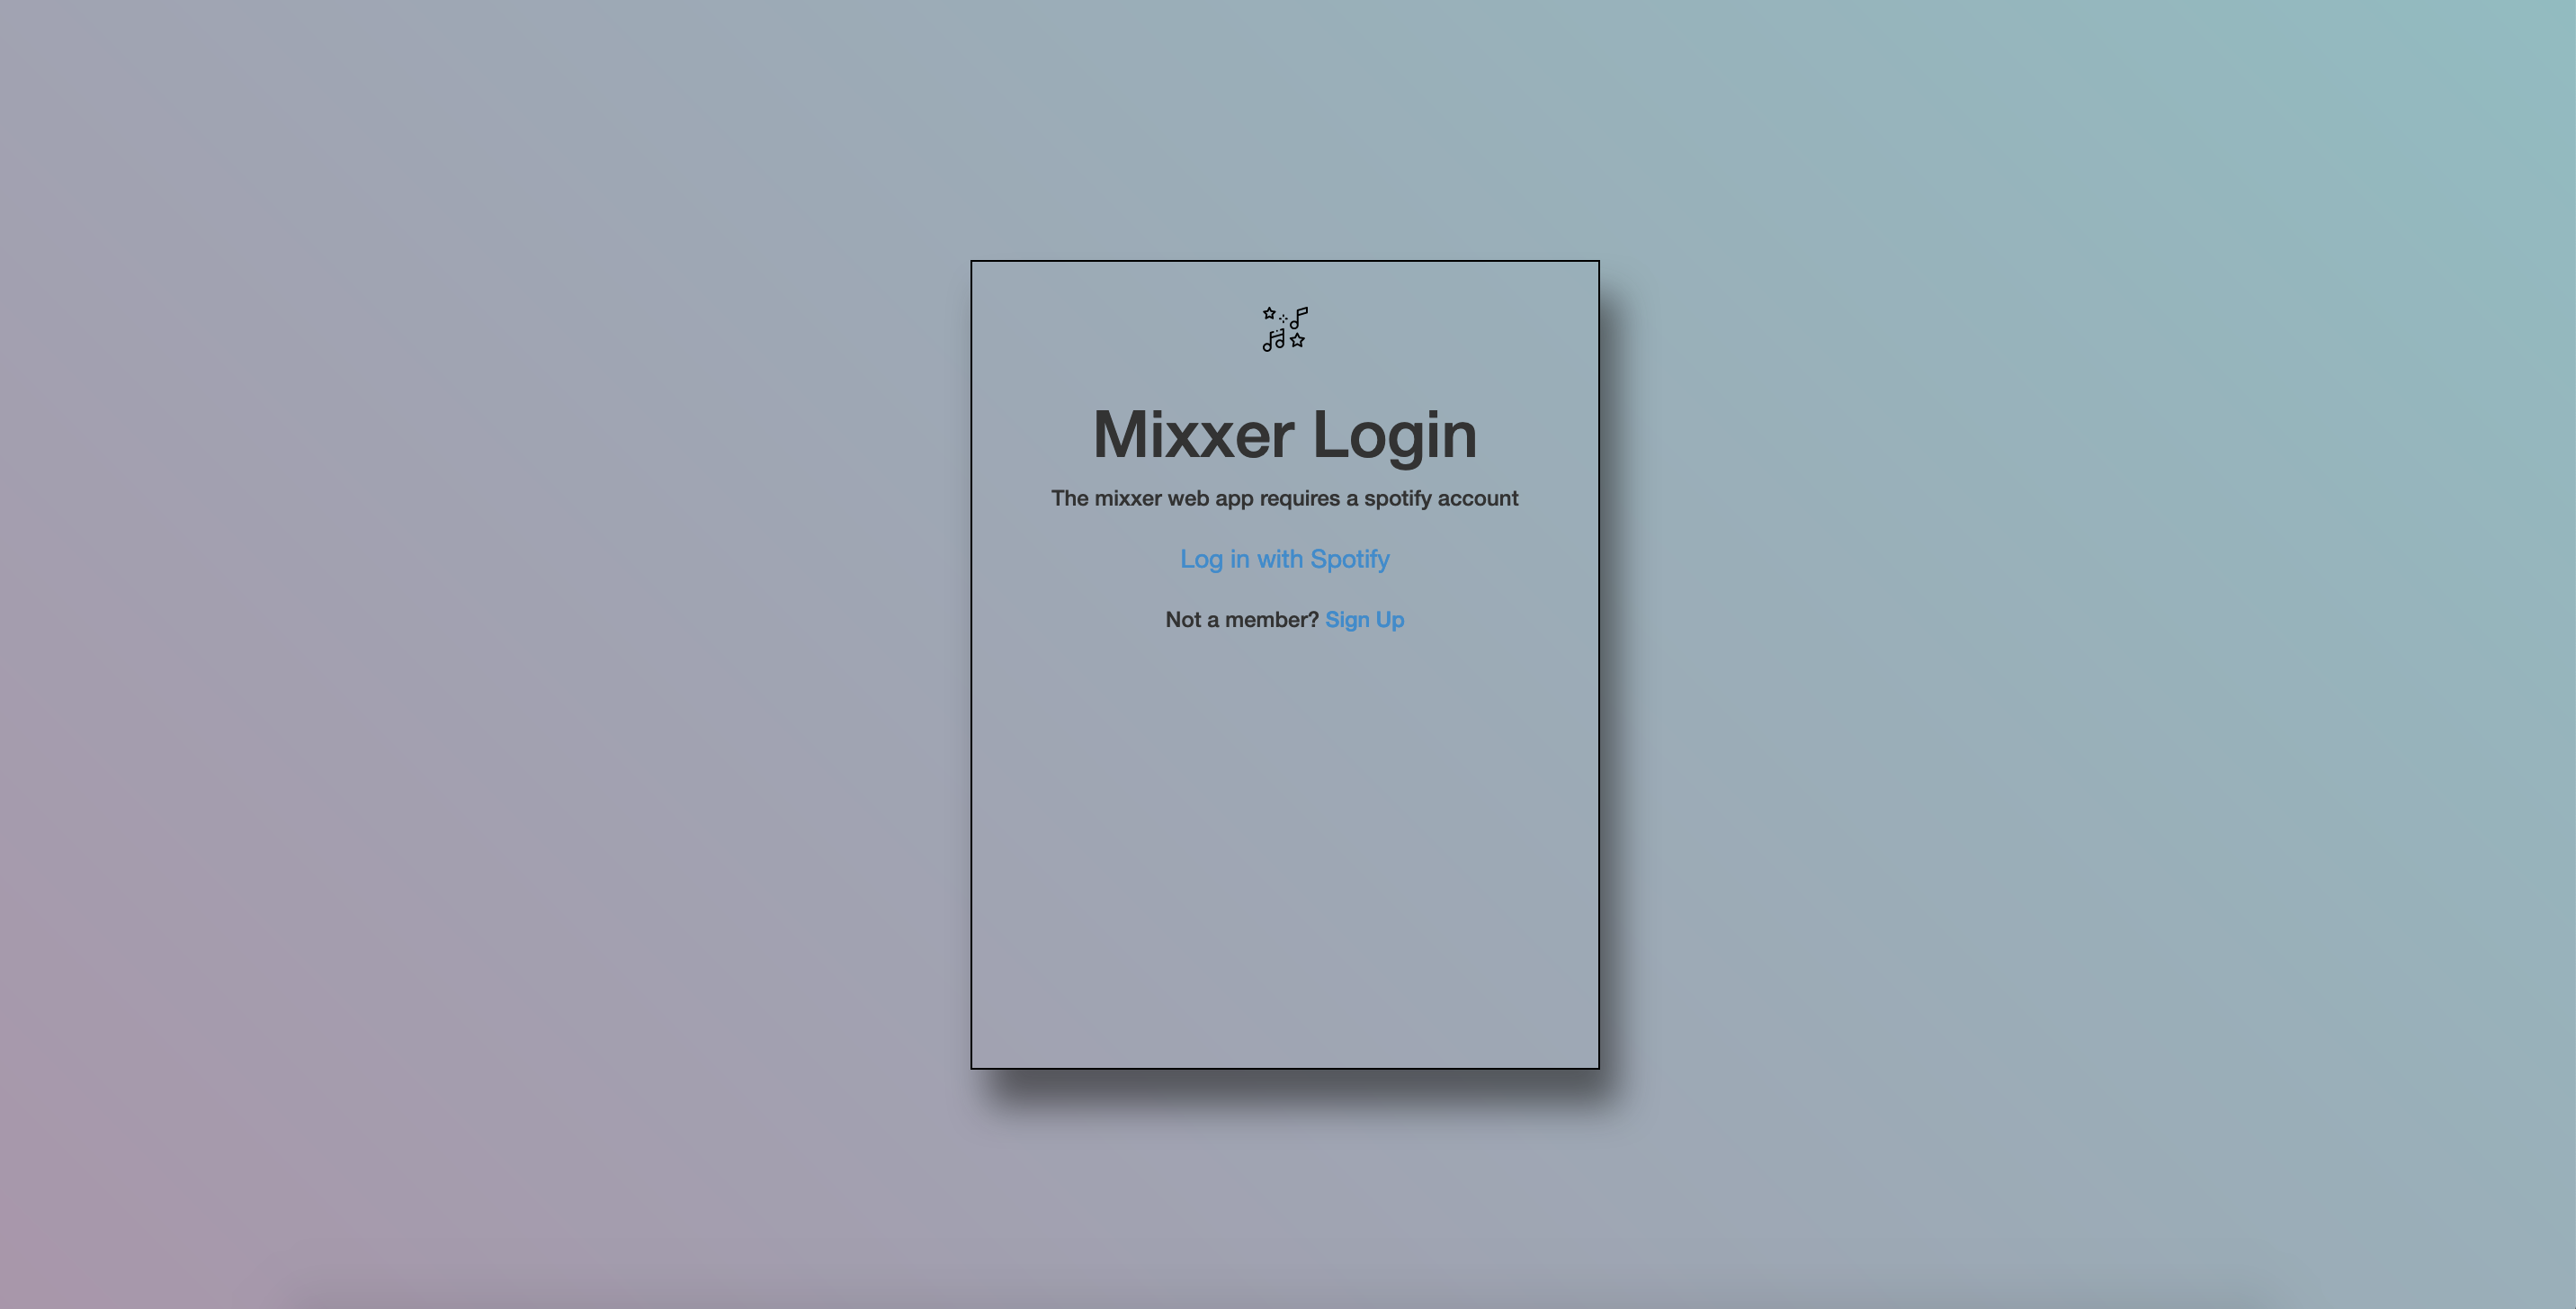 Mixxer Login
The mixxer web app requires a spotify account
Log in with Spotify
Not a member? Sign Up